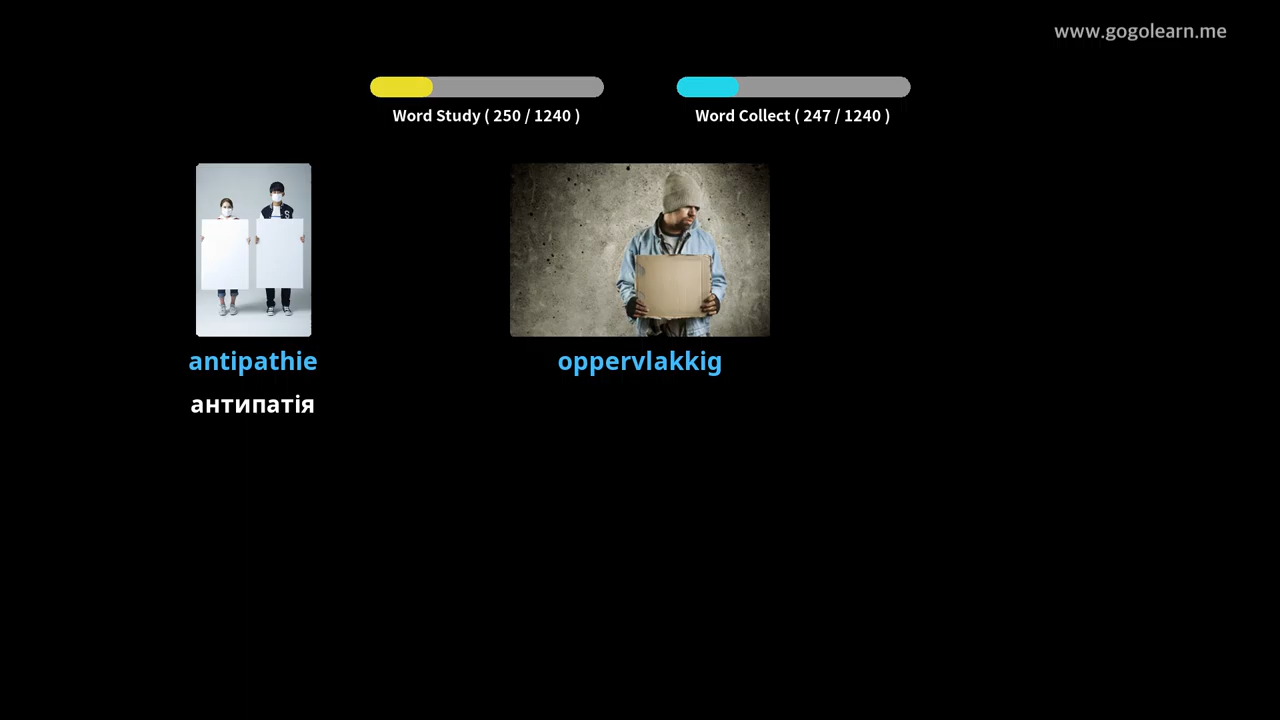 www.gogolearn.me
Word Study ( 250 / 1240 )
Word Collect ( 247 / 1240 )
antipathie
антипатія
oppervlakkig